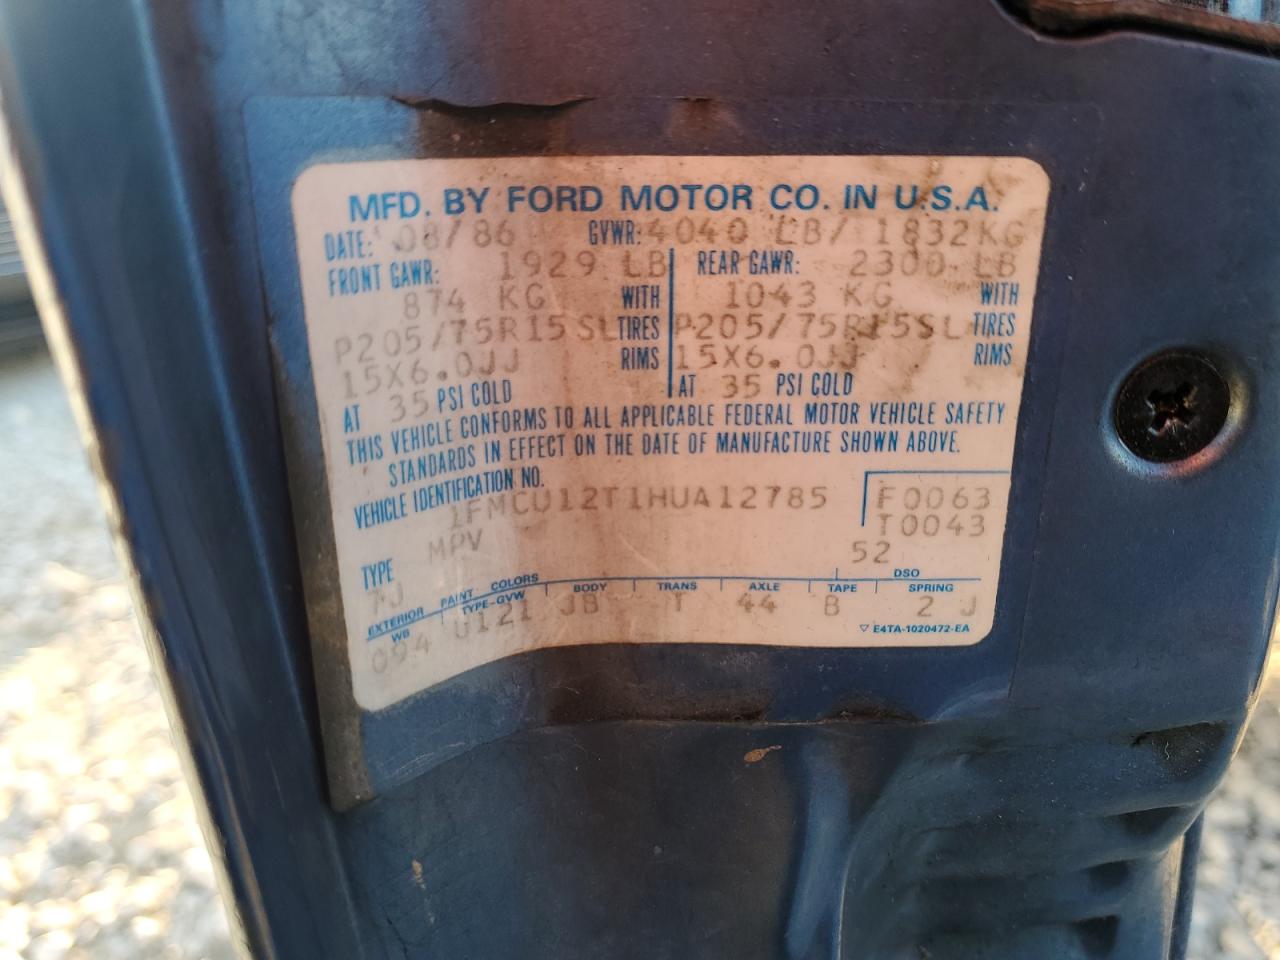 MFD. BY FORD MOTOR CO. IN U.S.A.
DATE: 08/86 GVWR: 4040 LB/ 1832KG
FRONT GAWR: 1929 LB REAR GAWR: 2300 LB
874 KG WITH 1043 KG WITH
P205/75R15SL TIRES P205/75R15SL TIRES
15X6.0JJ RIMS 15X6.0JJ RIMS
AT 35 PSI COLD AT 35 PSI COLD
THIS VEHICLE CONFORMS TO ALL APPLICABLE FEDERAL MOTOR VEHICLE SAFETY
STANDARDS IN EFFECT ON THE DATE OF MANUFACTURE SHOWN ABOVE.
VEHICLE IDENTIFICATION NO.
1FMCU12T1HUA12785 F0063
T0043
TYPE MPV 52
7J
EXTERIOR PAINT COLORS DSO
WB TYPE-GVW BODY TRANS AXLE TAPE SPRING
094 U121 JB T 44 B 2 J
▽ E4TA-1020472-EA